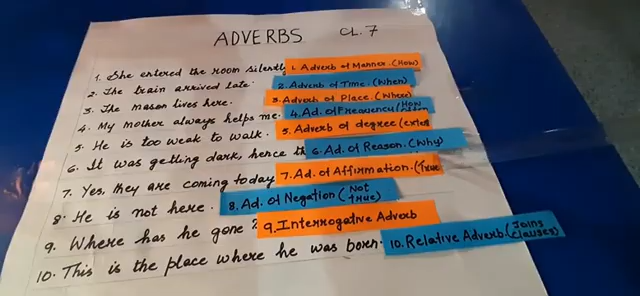 ADVERBS CL.7
1. She entered the room silently 1. Adverb of Manner. (How)
2. The train arrived late. 2. Adverb of Time. (When)
3. The mason lives here. 3. Adverb of Place. (Where)
4. My mother always helps me. 4. Ad. of Frequency (How
5. He is too weak to walk. 5. Adverb of degree (exten
6. It was getting dark, hence th 6. Ad. of Reason. (Why)
7. Yes, they are coming today 7. Ad. of Affirmation. (True
8. He is not here. 8. Ad. of Negation (Not True)
9. Where has he gone ? 9. Interrogative Adverb
10. This is the place where he was born. 10. Relative Adverb. (Joins clauses)